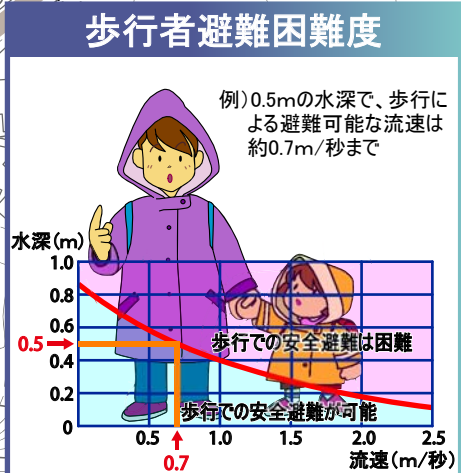 歩行者避難困難度
例）0.5mの水深で、歩行に
よる避難可能な流速は
約0.7m/秒まで
水深（m）
1.0
0.8
0.6
0.5
0.4
0.2
0
歩行での安全避難は困難
歩行での安全避難が可能
0.5 1.0 1.5 2.0 2.5
0.7
流速（m/秒）